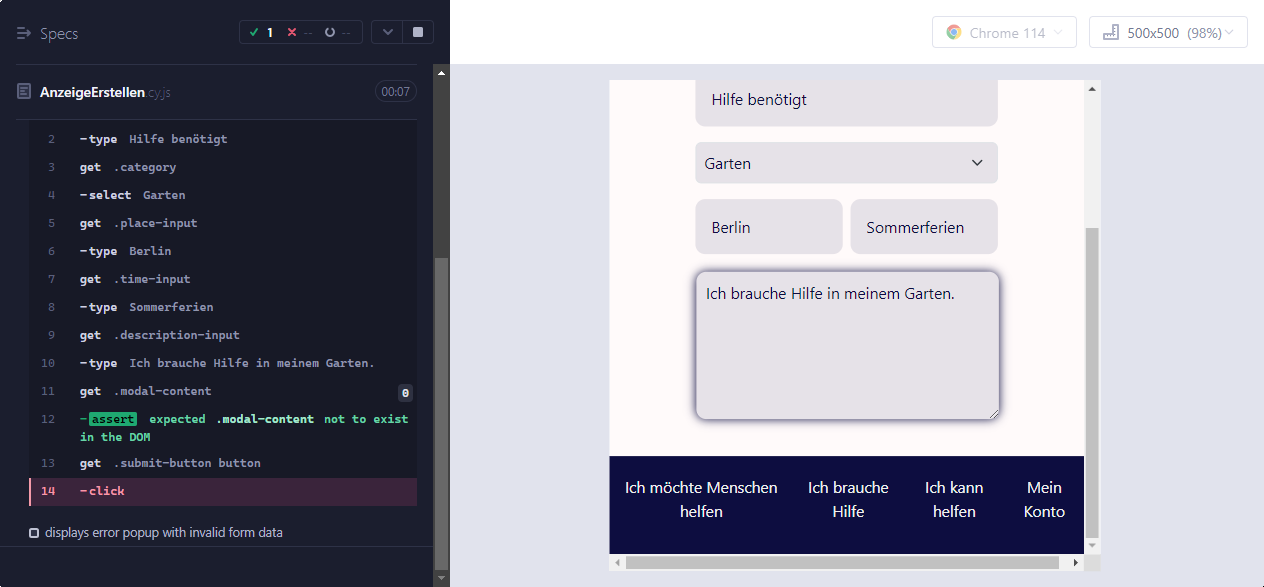 Specs
1
--
--
Chrome 114
500x500 (98%)
AnzeigeErstellen.cy.js
00:07
2 -type Hilfe benötigt
3 get .category
4 -select Garten
5 get .place-input
6 -type Berlin
7 get .time-input
8 -type Sommerferien
9 get .description-input
10 -type Ich brauche Hilfe in meinem Garten.
11 get .modal-content 0
12 -assert expected .modal-content not to exist
in the DOM
13 get .submit-button button
14 -click
displays error popup with invalid form data
Hilfe benötigt
Garten
Berlin
Sommerferien
Ich brauche Hilfe in meinem Garten.
Ich möchte Menschen
helfen
Ich brauche
Hilfe
Ich kann
helfen
Mein
Konto